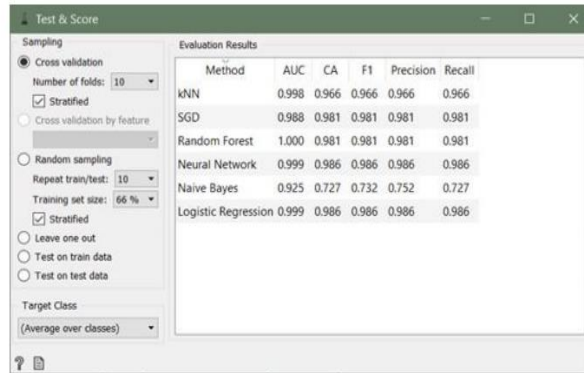 Test & Score
Sampling
Cross validation
Number of folds: 10
Stratified
Cross validation by feature
Random sampling
Repeat train/test: 10
Training set size: 66 %
Stratified
Leave one out
Test on train data
Test on test data
Target Class
(Average over classes)
Evaluation Results
Method AUC CA F1 Precision Recall
kNN 0.998 0.966 0.966 0.966 0.966
SGD 0.988 0.981 0.981 0.981 0.981
Random Forest 1.000 0.981 0.981 0.981 0.981
Neural Network 0.999 0.986 0.986 0.986 0.986
Naive Bayes 0.925 0.727 0.732 0.752 0.727
Logistic Regression 0.999 0.986 0.986 0.986 0.986
?